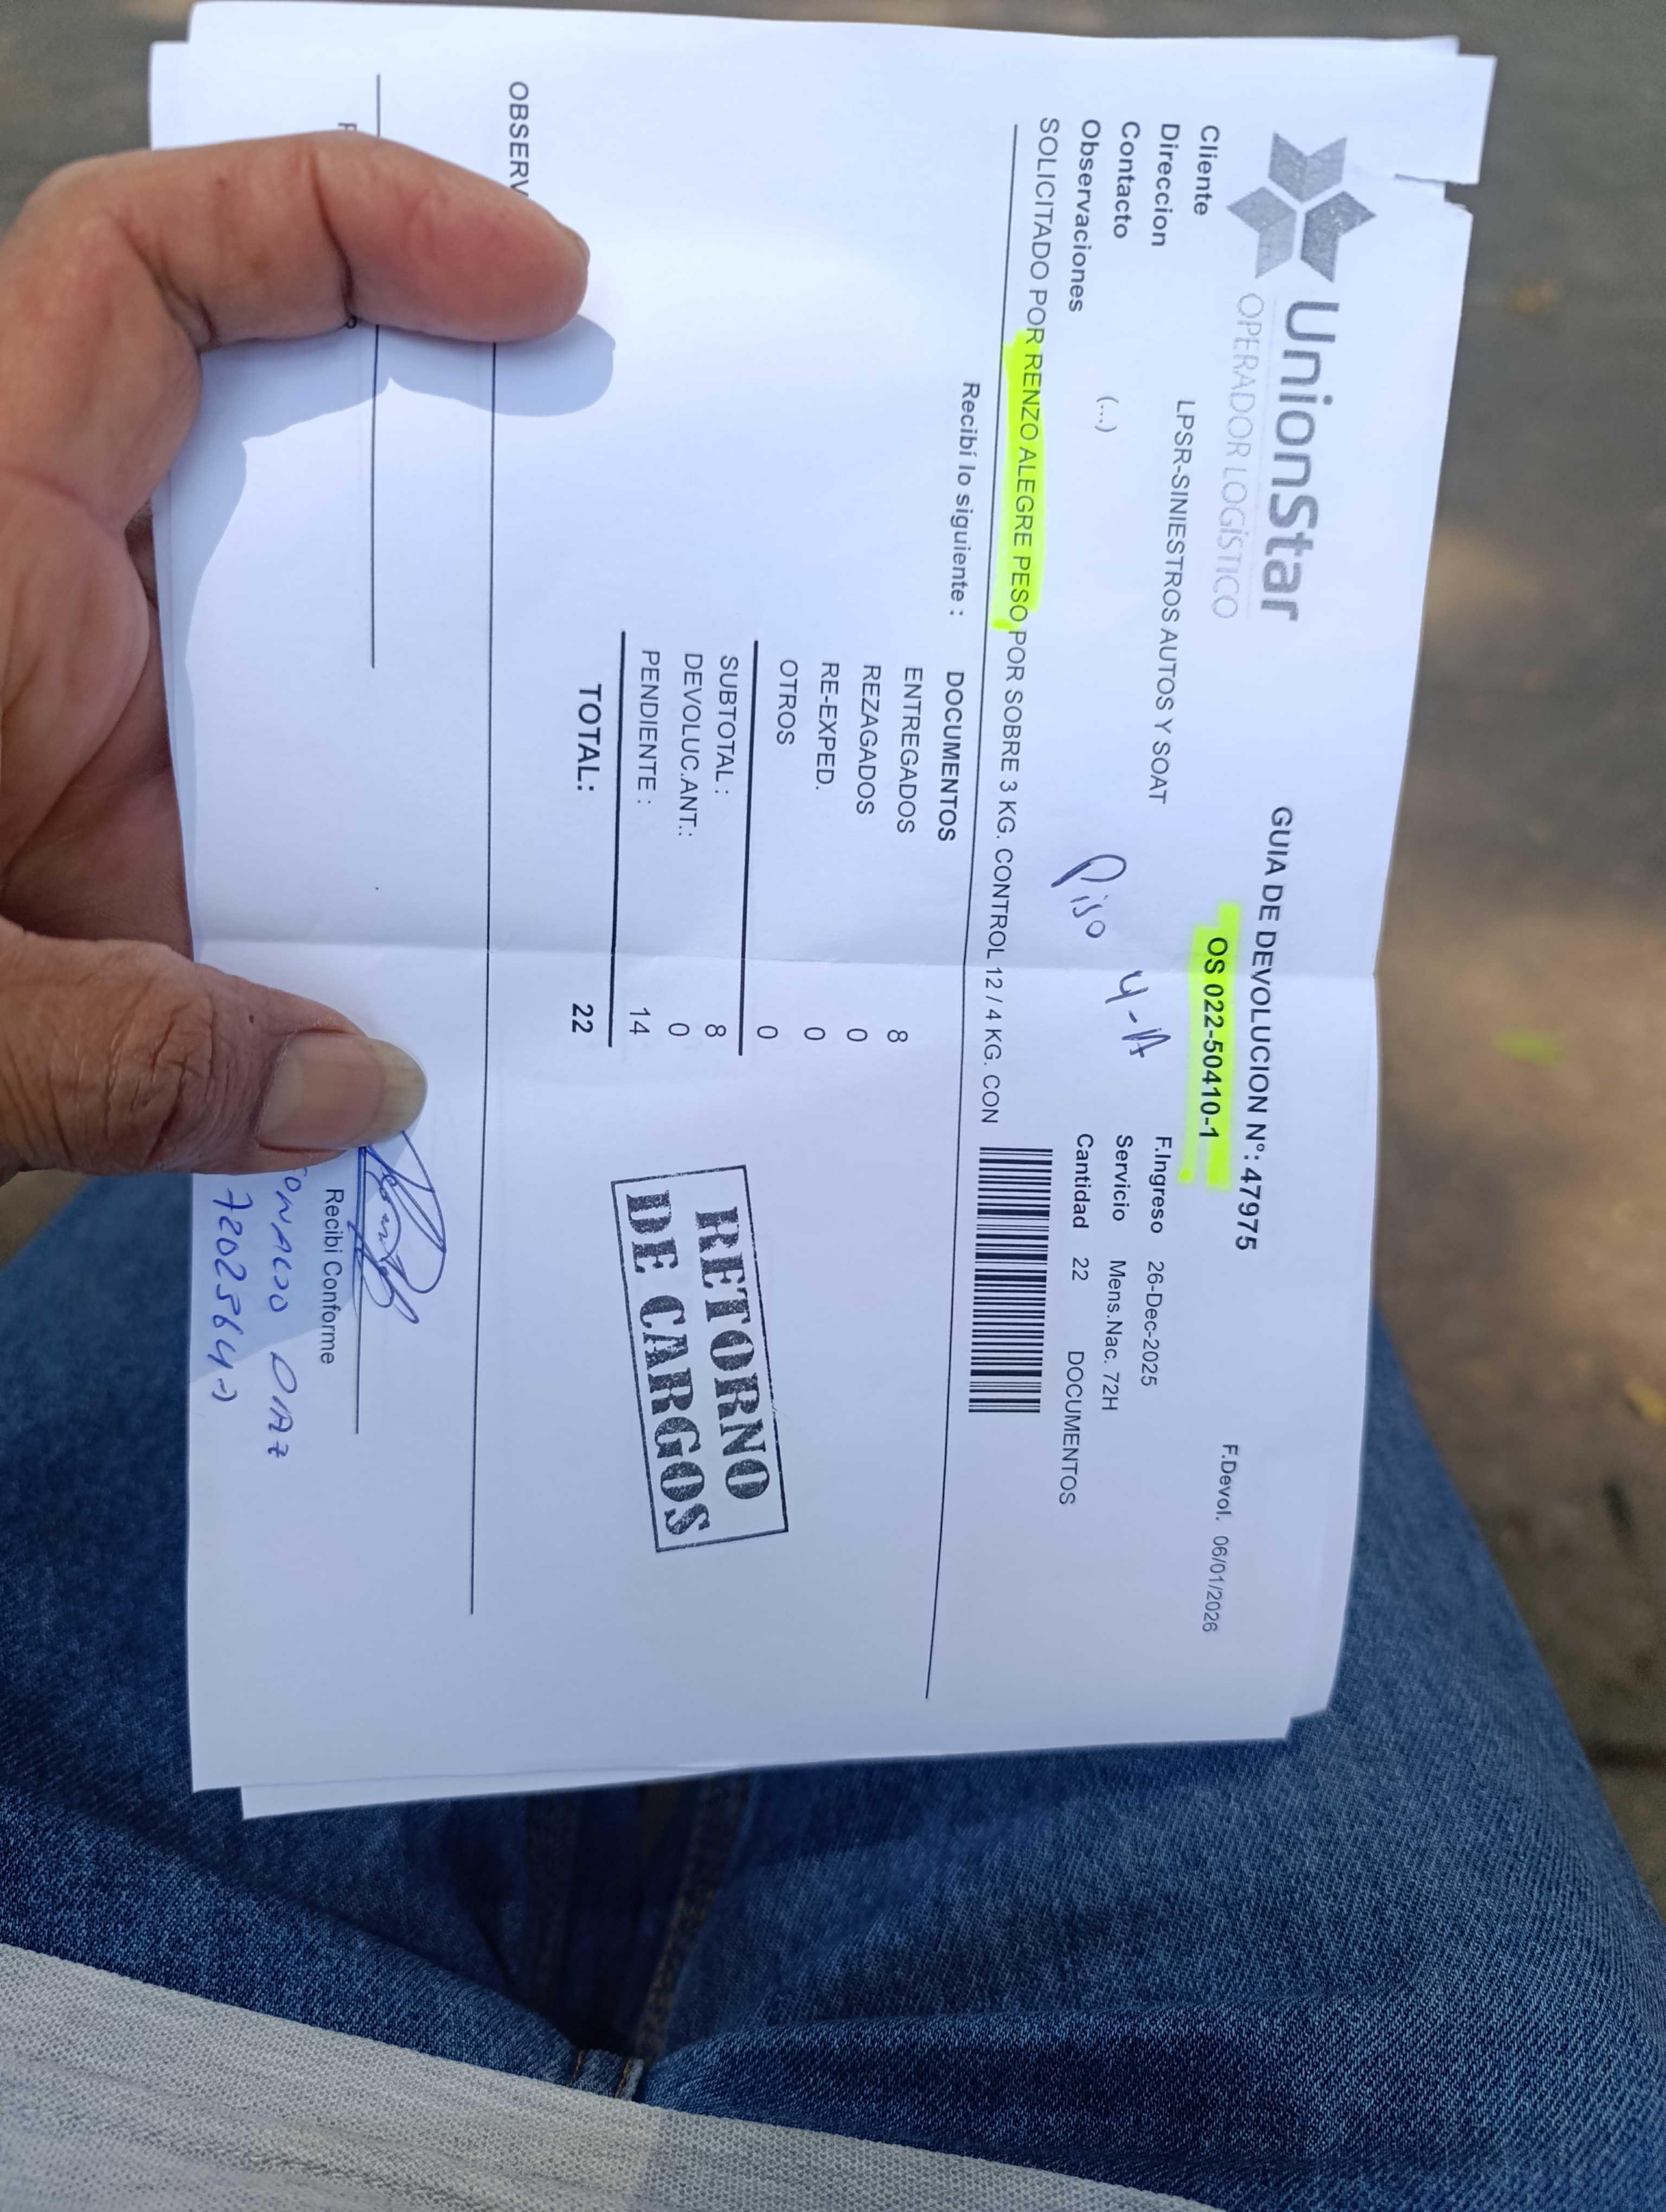 UnionStar
OPERADOR LOGÍSTICO
GUIA DE DEVOLUCION N°: 47975
OS 022-50410-1
F.Devol. 06/01/2026
Cliente LPSR-SINIESTROS AUTOS Y SOAT
F.Ingreso 26-Dec-2025
Direccion
Piso 4-A
Servicio Mens.Nac. 72H
Contacto (...)
Cantidad 22 DOCUMENTOS
Observaciones
SOLICITADO POR RENZO ALEGRE PESO POR SOBRE 3 KG. CONTROL 12 / 4 KG. CON
Recibí lo siguiente :
DOCUMENTOS
ENTREGADOS 8
REZAGADOS 0
RE-EXPED. 0
OTROS 0
SUBTOTAL : 8
DEVOLUC.ANT.: 0
PENDIENTE : 14
TOTAL: 22
RETORNO
DE CARGOS
OBSERV
Recibi Conforme